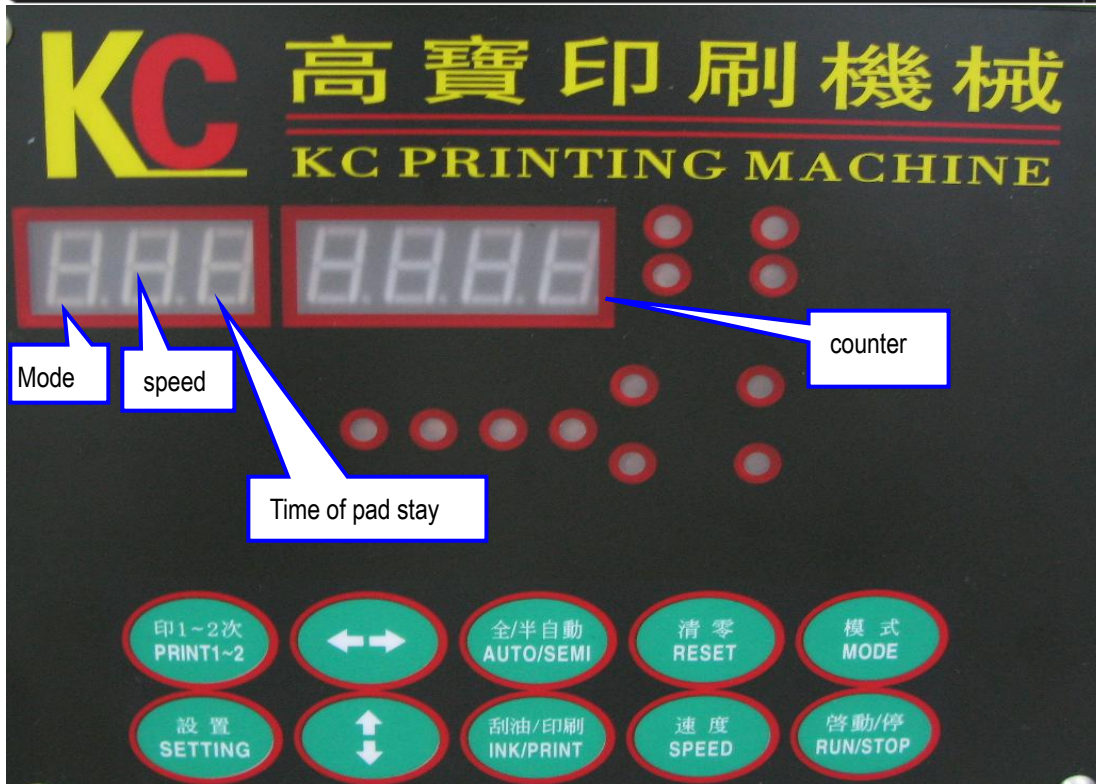 KC
高寶印刷機械
KC PRINTING MACHINE
Mode
speed
counter
Time of pad stay
印1~2次
PRINT1~2
全/半自動
AUTO/SEMI
清零
RESET
模式
MODE
設置
SETTING
刮油/印刷
INK/PRINT
速度
SPEED
啓動/停
RUN/STOP